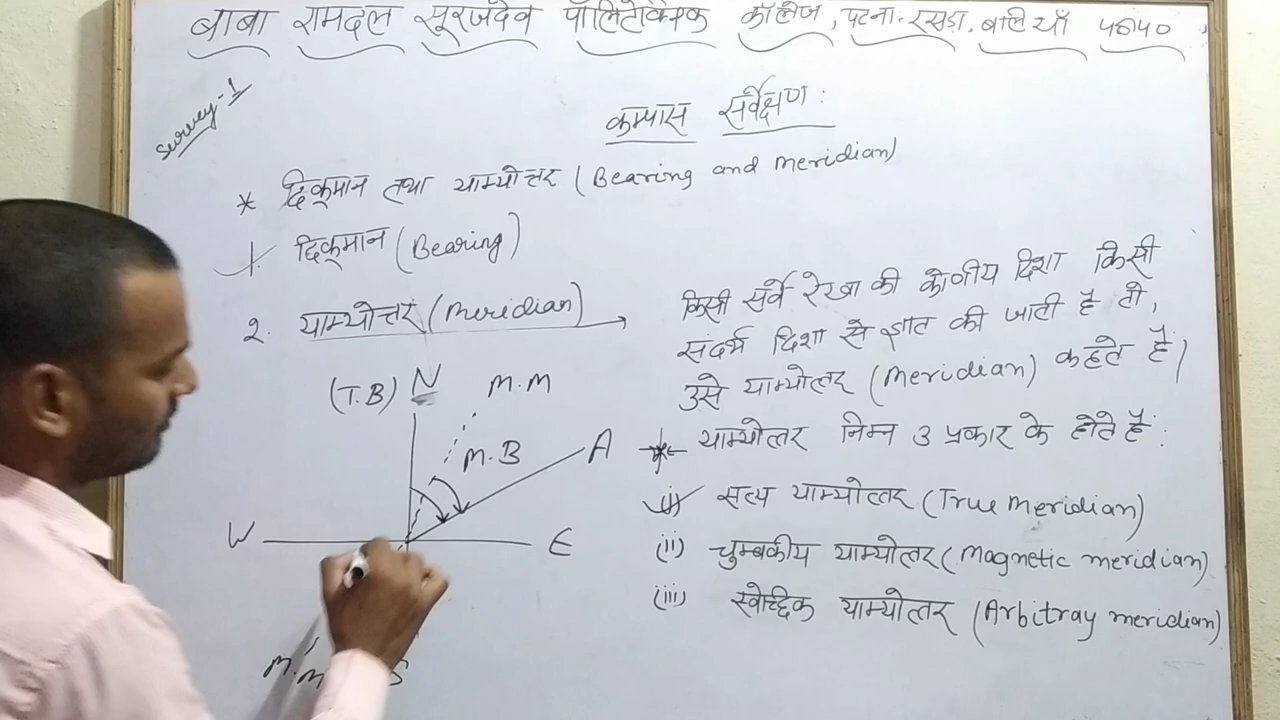 बाबा रामदल सूरजदेव पॉलिटेक्निक कॉलेज, पटना. रसड़ा, बलियाँ उ०प्र०
Survey-1
कम्पास सर्वेक्षण:
* दिक्मान तथा याम्योत्तर (Bearing and meridian)
1. दिक्मान (Bearing)
2. याम्योत्तर (meridian)
किसी सर्वे रेखा की कोणीय दिशा किसी
संदर्भ दिशा से ज्ञात की जाती है तो,
उसे याम्योत्तर (meridian) कहते हैं।
* याम्योत्तर निम्न 3 प्रकार के होते हैं:
(i) सत्य याम्योत्तर (True meridian)
(ii) चुम्बकीय याम्योत्तर (Magnetic meridian)
(iii) स्वेच्छिक याम्योत्तर (Arbitray meridian)
(T.B) N M.M
M.B A
W E
M.M S